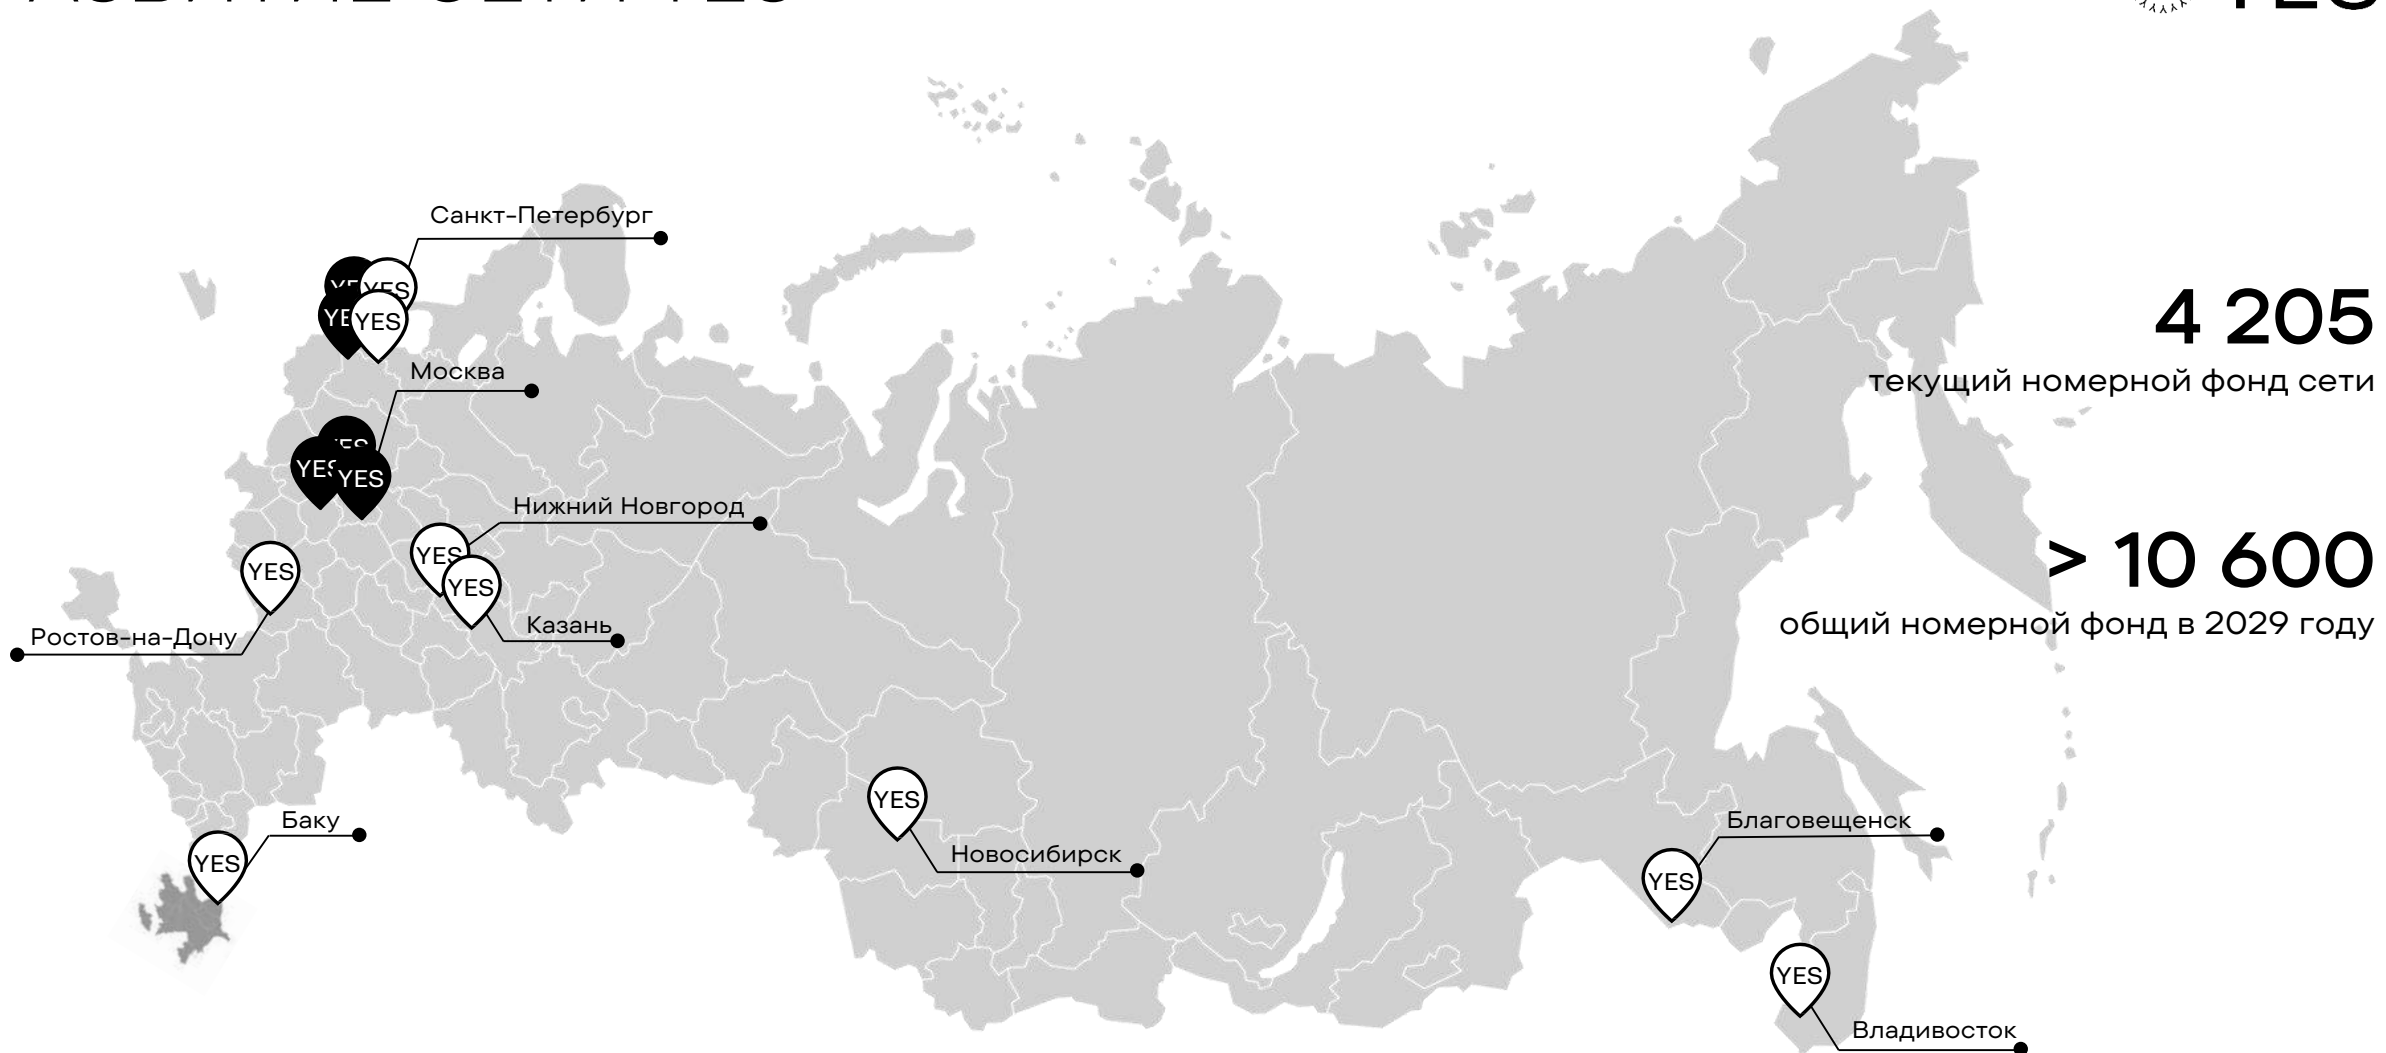 Санкт-Петербург
YES
YES
Москва
YES
4 205
текущий номерной фонд сети
YES
YES
Нижний Новгород
YES
YES
YES
> 10 600
общий номерной фонд в 2029 году
Казань
Ростов-на-Дону
YES
Новосибирск
Баку
YES
Благовещенск
YES
YES
Владивосток